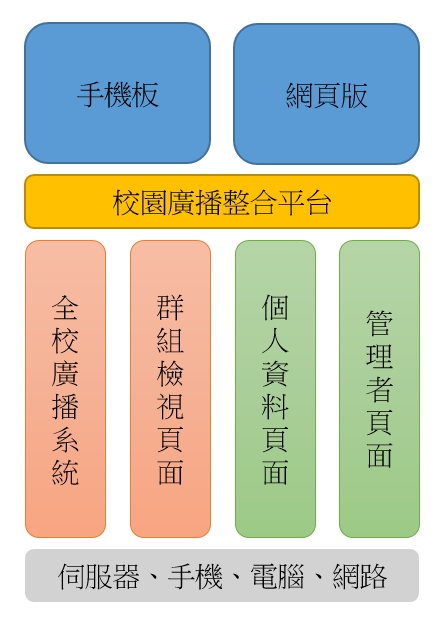 手機板
網頁版
校園廣播整合平台
全校廣播系統
群組檢視頁面
個人資料頁面
管理者頁面
伺服器、手機、電腦、網路